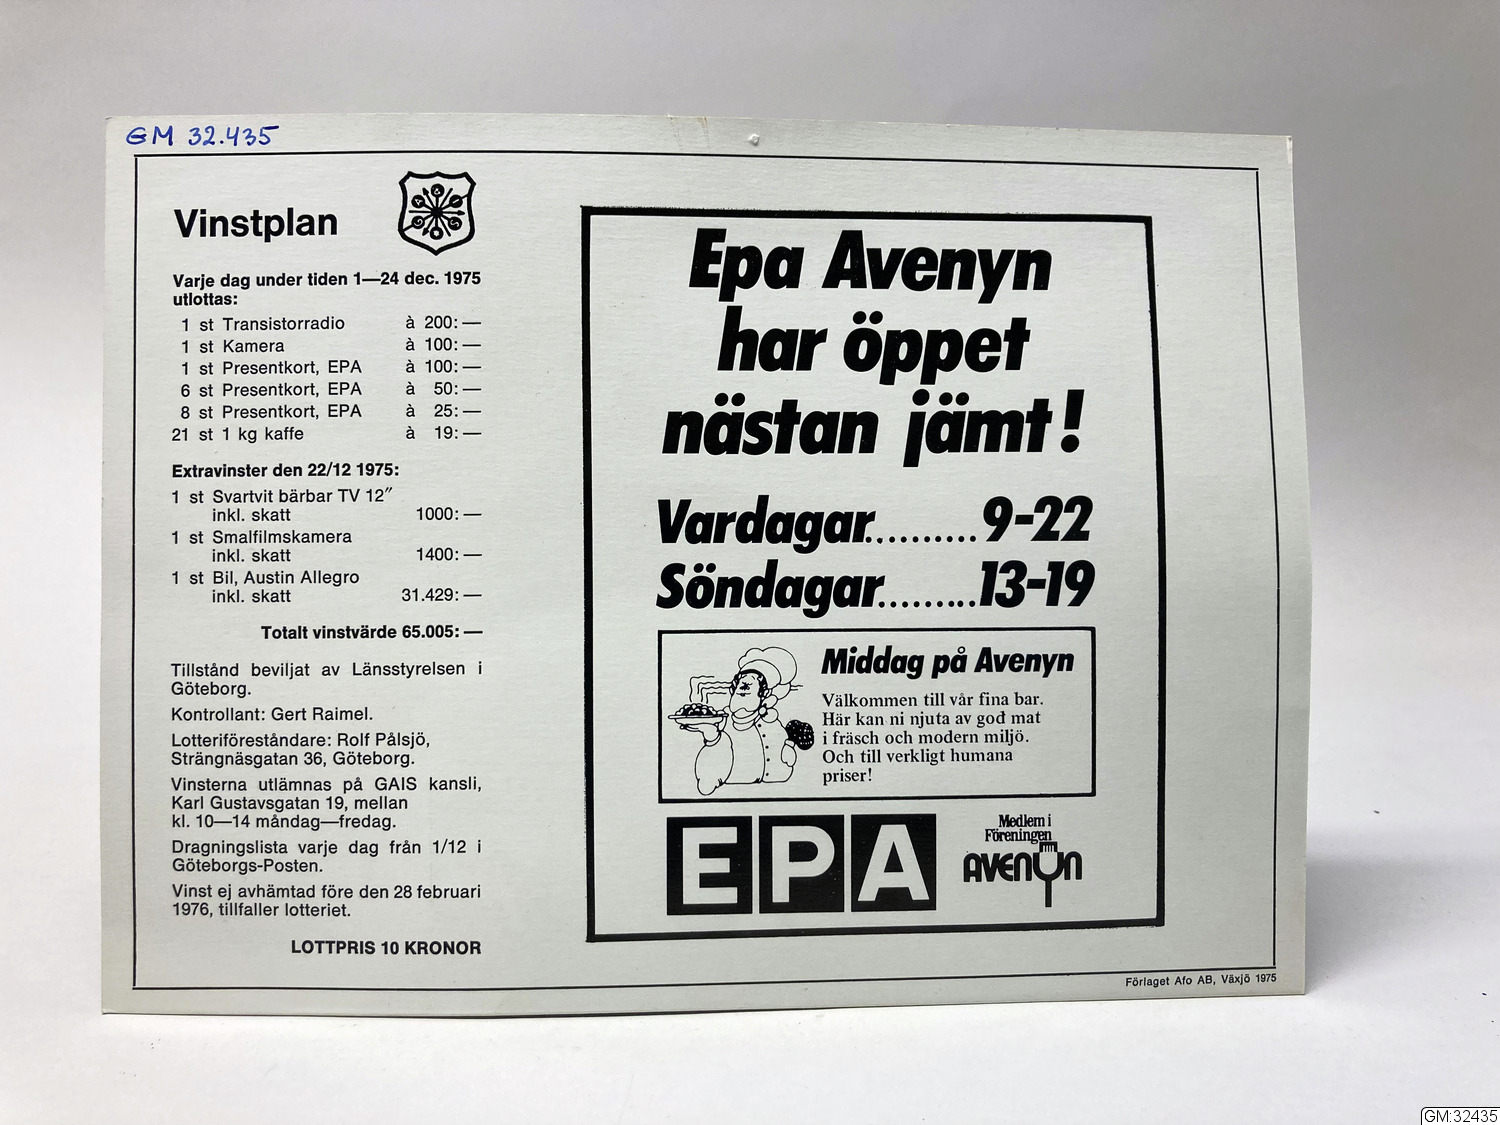 GM 32.435
Vinstplan
Varje dag under tiden 1—24 dec. 1975
utlottas:
1 st Transistorradio à 200: —
1 st Kamera à 100: —
1 st Presentkort, EPA à 100: —
6 st Presentkort, EPA à 50: —
8 st Presentkort, EPA à 25: —
21 st 1 kg kaffe à 19: —
Extravinster den 22/12 1975:
1 st Svartvit bärbar TV 12″
inkl. skatt 1000: —
1 st Smalfilmskamera
inkl. skatt 1400: —
1 st Bil, Austin Allegro
inkl. skatt 31.429: —
Totalt vinstvärde 65.005: —
Tillstånd beviljat av Länsstyrelsen i
Göteborg.
Kontrollant: Gert Raimel.
Lotteriföreståndare: Rolf Pålsjö,
Strängnäsgatan 36, Göteborg.
Vinsterna utlämnas på GAIS kansli,
Karl Gustavsgatan 19, mellan
kl. 10—14 måndag—fredag.
Dragningslista varje dag från 1/12 i
Göteborgs-Posten.
Vinst ej avhämtad före den 28 februari
1976, tillfaller lotteriet.
LOTTPRIS 10 KRONOR
Epa Avenyn
har öppet
nästan jämt!
Vardagar..........9-22
Söndagar.........13-19
Middag på Avenyn
Välkommen till vår fina bar.
Här kan ni njuta av god mat
i fräsch och modern miljö.
Och till verkligt humana
priser!
EPA
Medlem i
Föreningen
AVENYN
Förlaget Afo AB, Växjö 1975
GM:32435